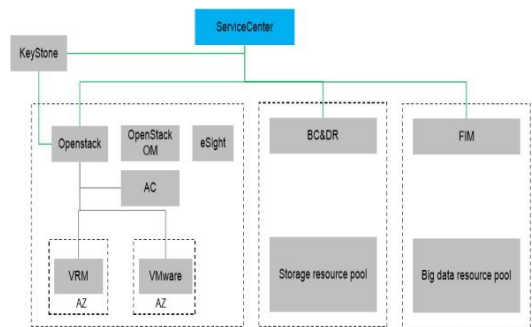 ServiceCenter
KeyStone
Openstack
OpenStack
OM
eSight
BC&DR
FIM
AC
VRM
VMware
AZ
AZ
Storage resource pool
Big data resource pool